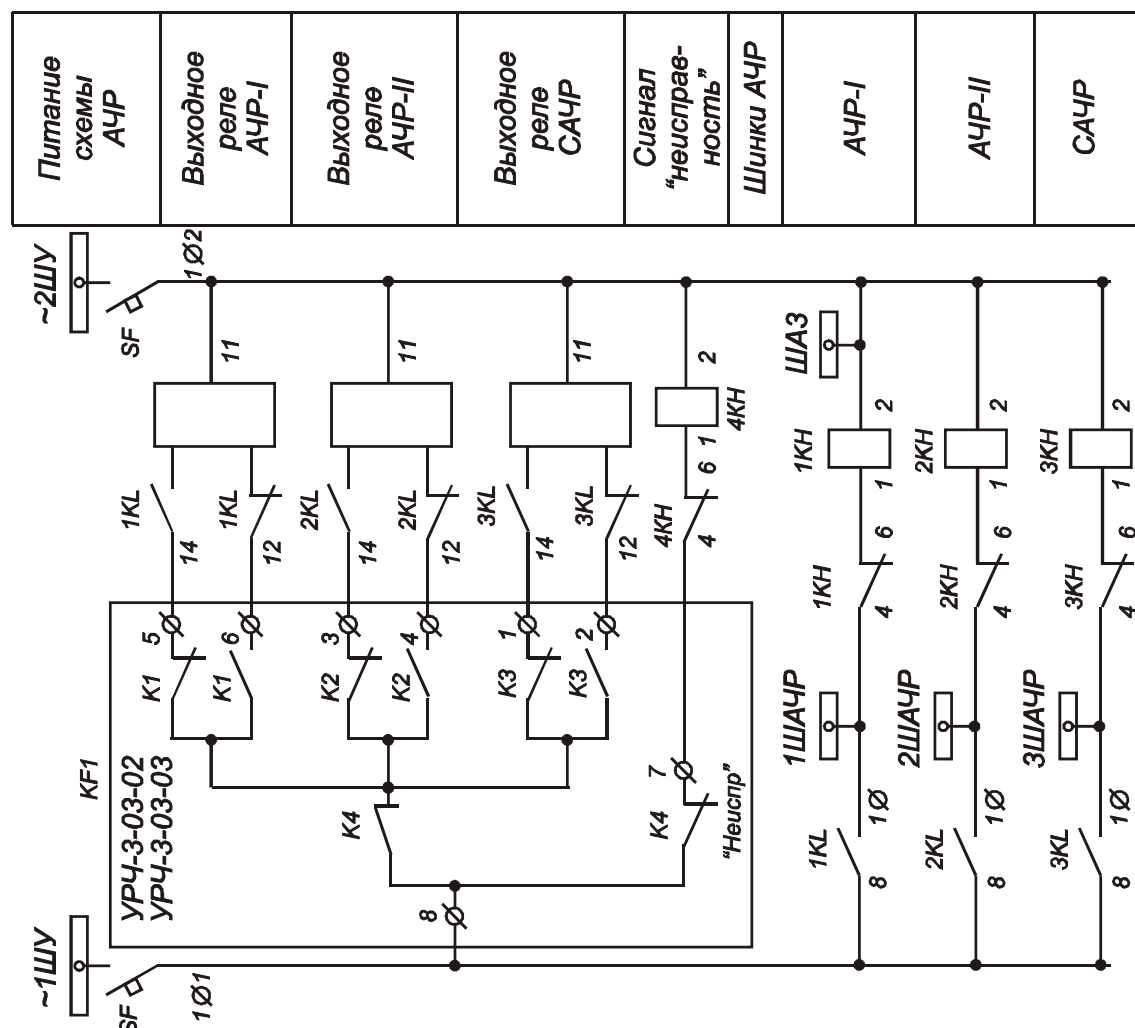 Питание
схемы
АЧР
Выходное
реле
АЧР-I
Выходное
реле
АЧР-II
Выходное
реле
САЧР
Сигнал
“неисправ-
ность”
Шинки АЧР
АЧР-I
АЧР-II
САЧР
~2ШУ
SF
1Ø2
11
11
11
2
4КН
1
ШАЗ
2
1КН
1
2
2КН
1
2
3КН
1
1KL
14
1KL
12
2KL
14
2KL
12
3KL
14
3KL
12
4КН
6
4
1КН
6
4
2КН
6
4
3КН
6
4
5
6
3
4
1
2
K1
K1
K2
K2
K3
K3
KF1
УРЧ-3-03-02
УРЧ-3-03-03
K4
7
K4
“Неиспр”
8
1ШАЧР
2ШАЧР
3ШАЧР
1KL
1Ø
8
2KL
1Ø
8
3KL
1Ø
8
~1ШУ
SF
1Ø1